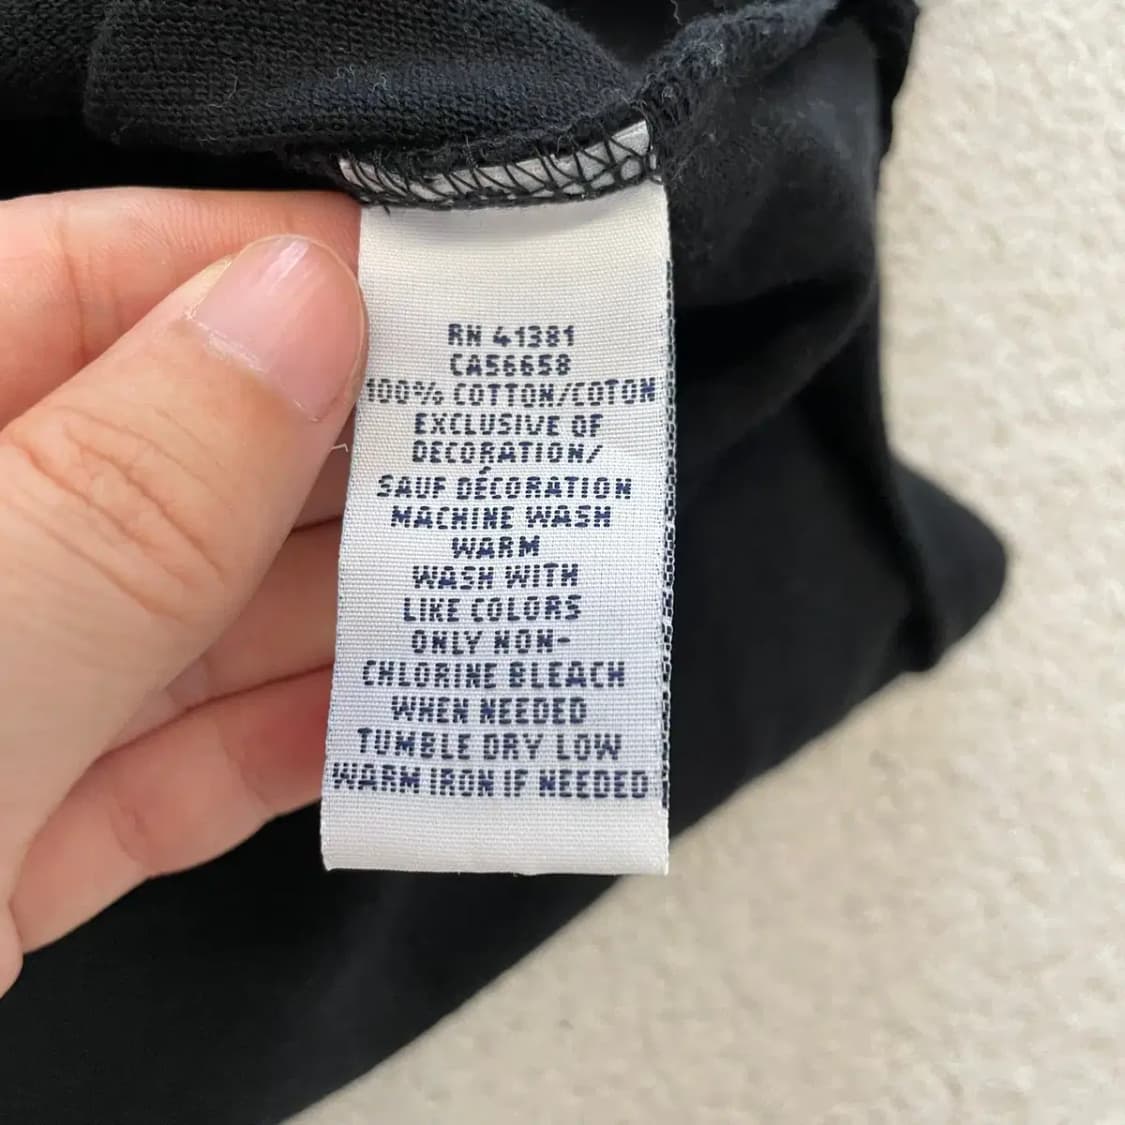 RN 41381
CA56658
100% COTTON/COTON
EXCLUSIVE OF
DECORATION/
SAUF DÉCORATION
MACHINE WASH
WARM
WASH WITH
LIKE COLORS
ONLY NON-
CHLORINE BLEACH
WHEN NEEDED
TUMBLE DRY LOW
WARM IRON IF NEEDED